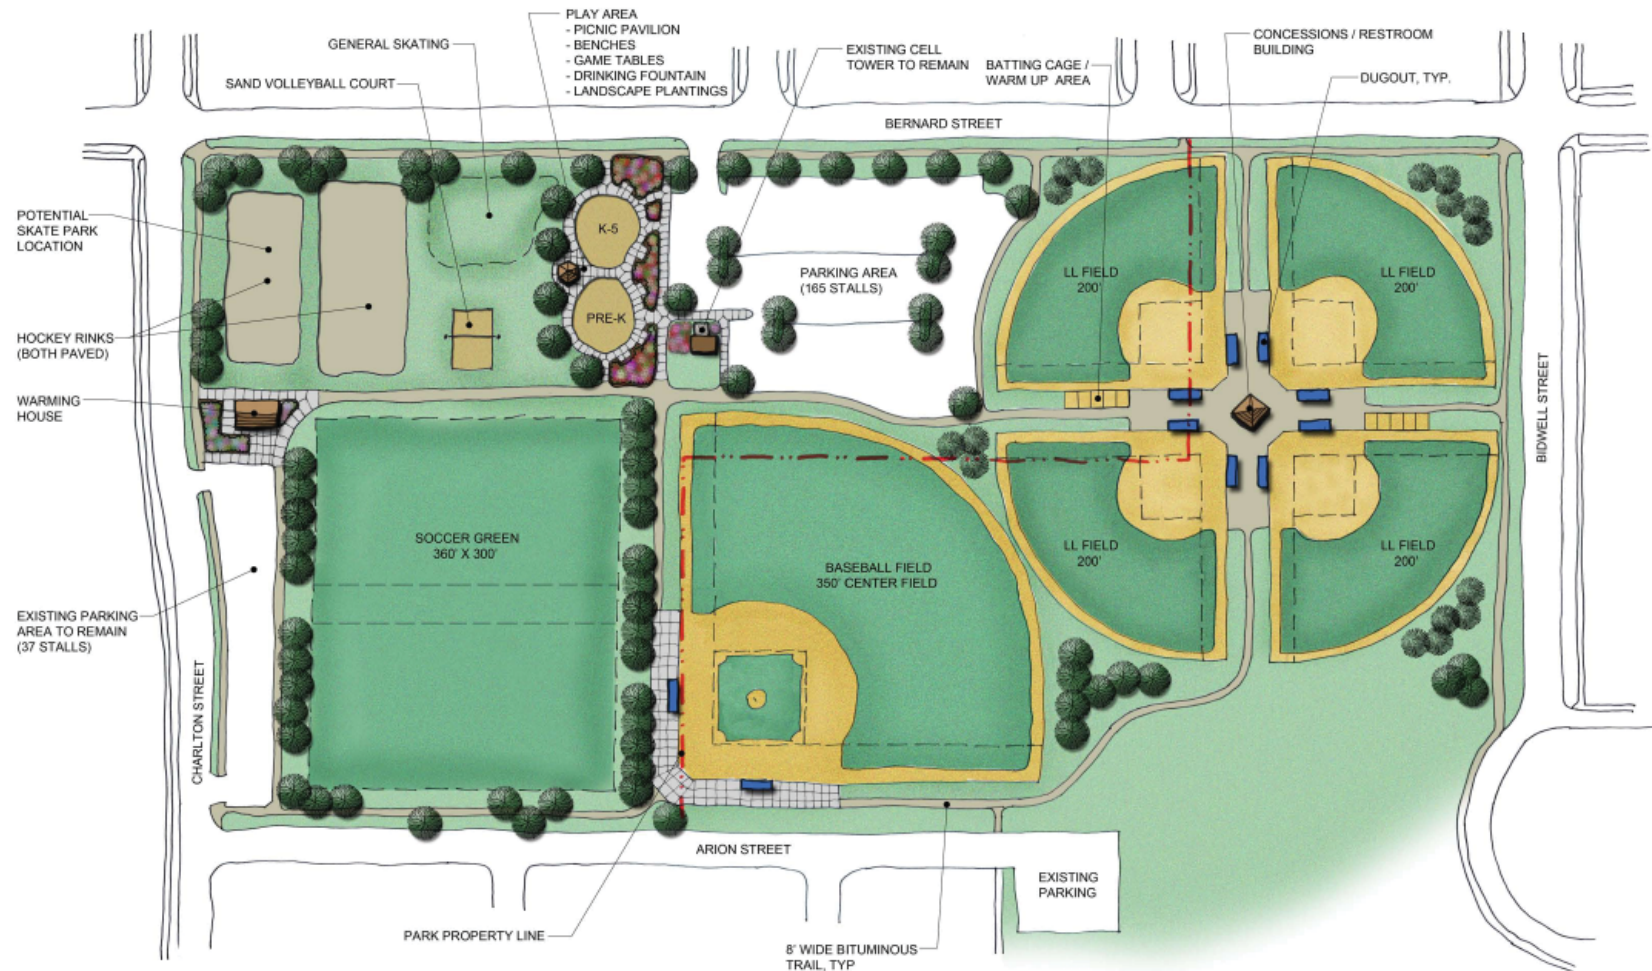 PLAY AREA
- PICNIC PAVILION
- BENCHES
- GAME TABLES
- DRINKING FOUNTAIN
- LANDSCAPE PLANTINGS
GENERAL SKATING
SAND VOLLEYBALL COURT
EXISTING CELL
TOWER TO REMAIN
BATTING CAGE /
WARM UP AREA
CONCESSIONS / RESTROOM
BUILDING
DUGOUT, TYP.
BERNARD STREET
POTENTIAL
SKATE PARK
LOCATION
K-5
PARKING AREA
(165 STALLS)
LL FIELD
200'
LL FIELD
200'
PRE-K
HOCKEY RINKS
(BOTH PAVED)
WARMING
HOUSE
BIDWELL STREET
SOCCER GREEN
360' X 300'
BASEBALL FIELD
350' CENTER FIELD
LL FIELD
200'
LL FIELD
200'
EXISTING PARKING
AREA TO REMAIN
(37 STALLS)
CHARLTON STREET
ARION STREET
EXISTING
PARKING
PARK PROPERTY LINE
8' WIDE BITUMINOUS
TRAIL, TYP